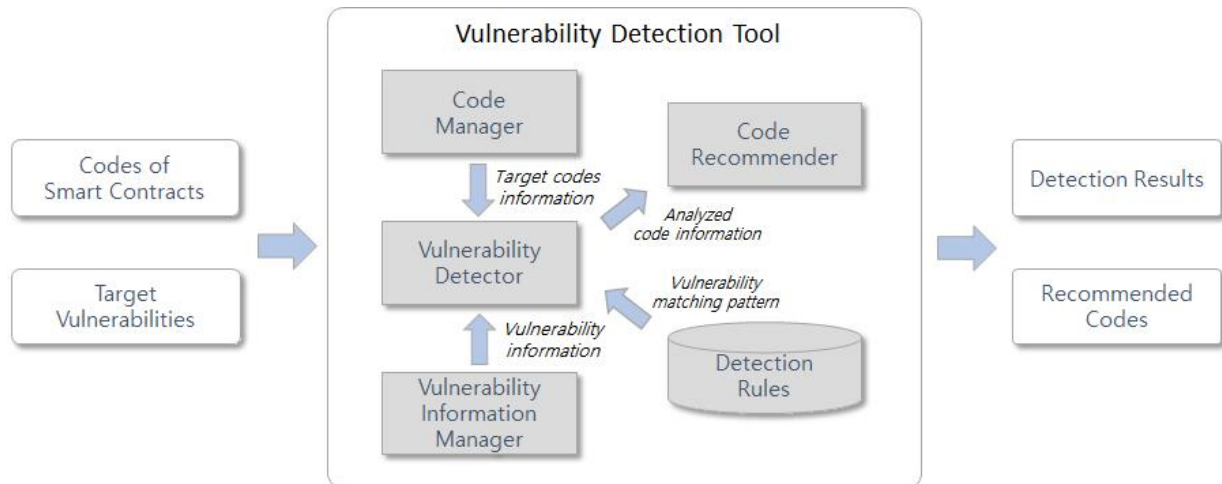 Vulnerability Detection Tool
Codes of
Smart Contracts
Target
Vulnerabilities
Code
Manager
Target codes
information
Code
Recommender
Analyzed
code information
Vulnerability
Detector
Vulnerability
matching pattern
Vulnerability
information
Detection
Rules
Vulnerability
Information
Manager
Detection Results
Recommended
Codes